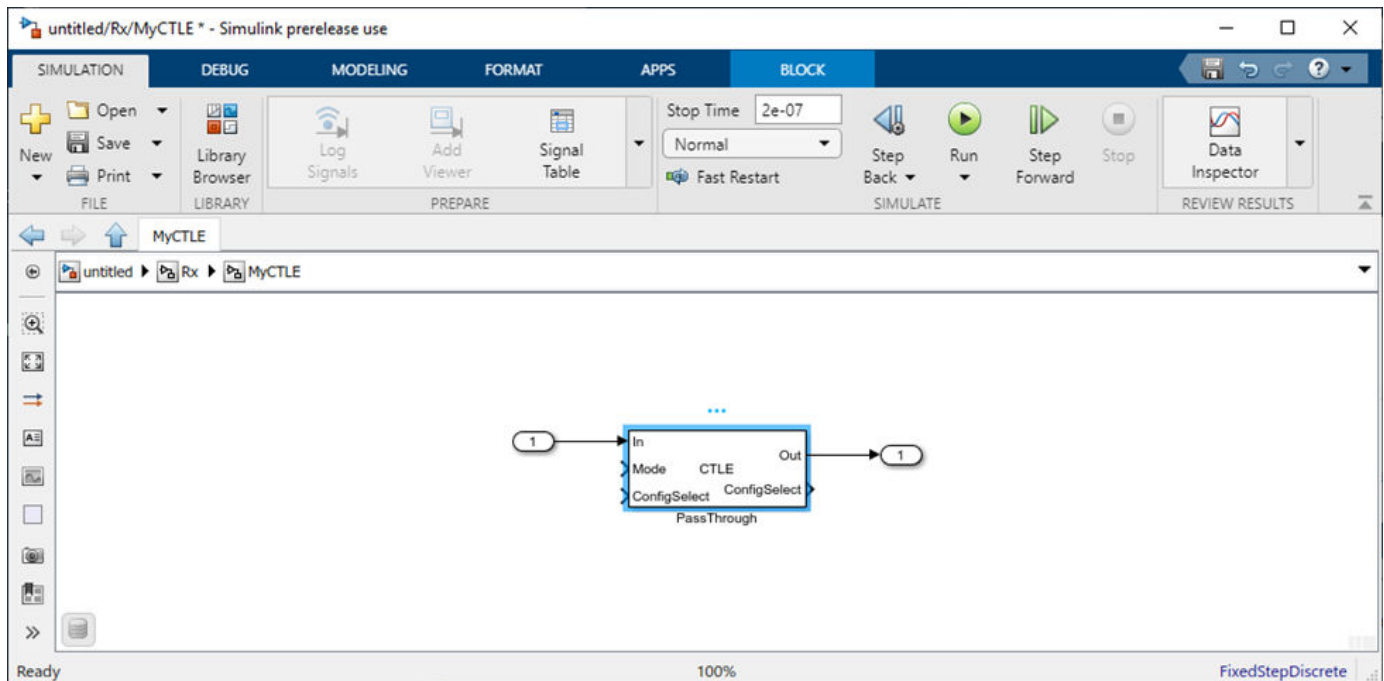 untitled/Rx/MyCTLE * - Simulink prerelease use
SIMULATION DEBUG MODELING FORMAT APPS BLOCK
New
Open
Save
Print
FILE
Library
Browser
LIBRARY
Log
Signals
Add
Viewer
Signal
Table
PREPARE
Stop Time 2e-07
Normal
Fast Restart
Step
Back
Run
Step
Forward
Stop
SIMULATE
Data
Inspector
REVIEW RESULTS
MyCTLE
untitled Rx MyCTLE
1
In
Mode
ConfigSelect
CTLE
Out
ConfigSelect
PassThrough
1
Ready 100% FixedStepDiscrete